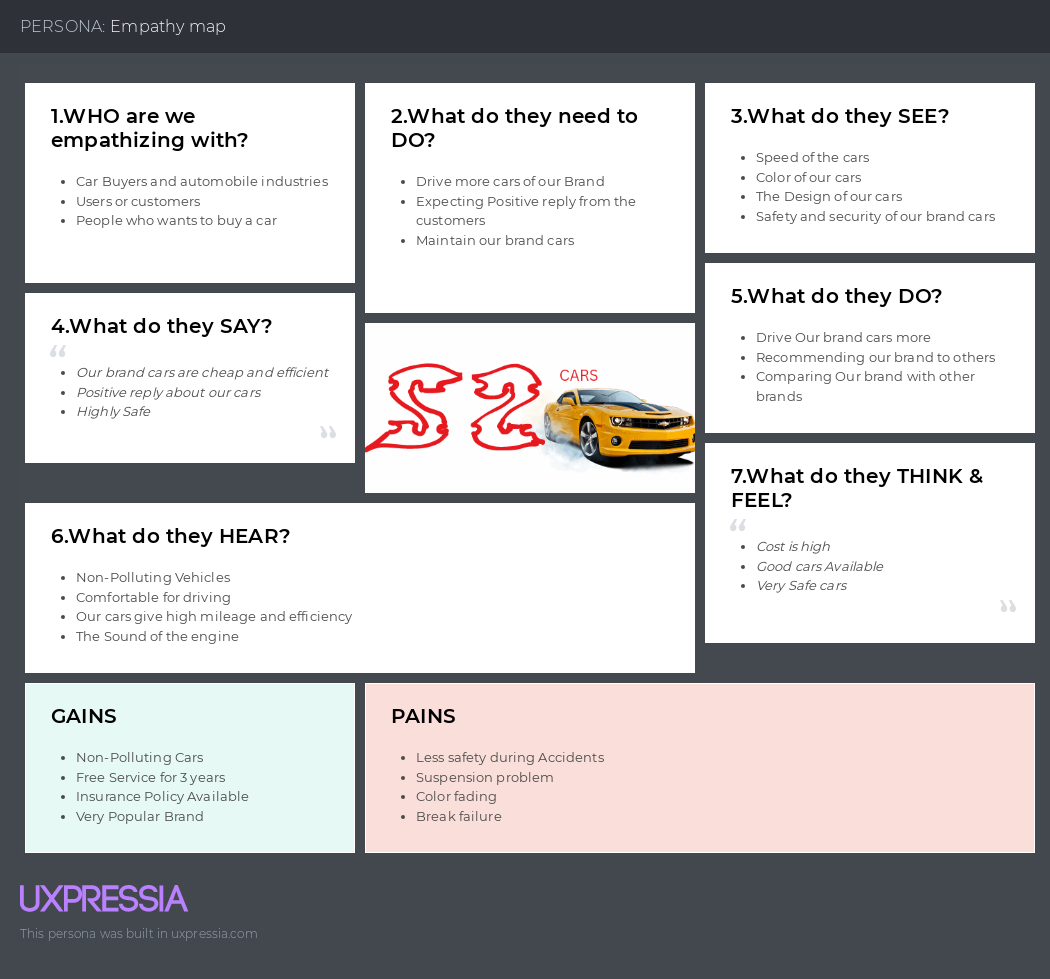 PERSONA: Empathy map
1.WHO are we
empathizing with?
Car Buyers and automobile industries
Users or customers
People who wants to buy a car
2.What do they need to
DO?
Drive more cars of our Brand
Expecting Positive reply from the
customers
Maintain our brand cars
3.What do they SEE?
Speed of the cars
Color of our cars
The Design of our cars
Safety and security of our brand cars
4.What do they SAY?
Our brand cars are cheap and efficient
Positive reply about our cars
Highly Safe
CARS
5.What do they DO?
Drive Our brand cars more
Recommending our brand to others
Comparing Our brand with other
brands
6.What do they HEAR?
Non-Polluting Vehicles
Comfortable for driving
Our cars give high mileage and efficiency
The Sound of the engine
7.What do they THINK &
FEEL?
Cost is high
Good cars Available
Very Safe cars
GAINS
Non-Polluting Cars
Free Service for 3 years
Insurance Policy Available
Very Popular Brand
PAINS
Less safety during Accidents
Suspension problem
Color fading
Break failure
UXPRESSIA
This persona was built in uxpressia.com